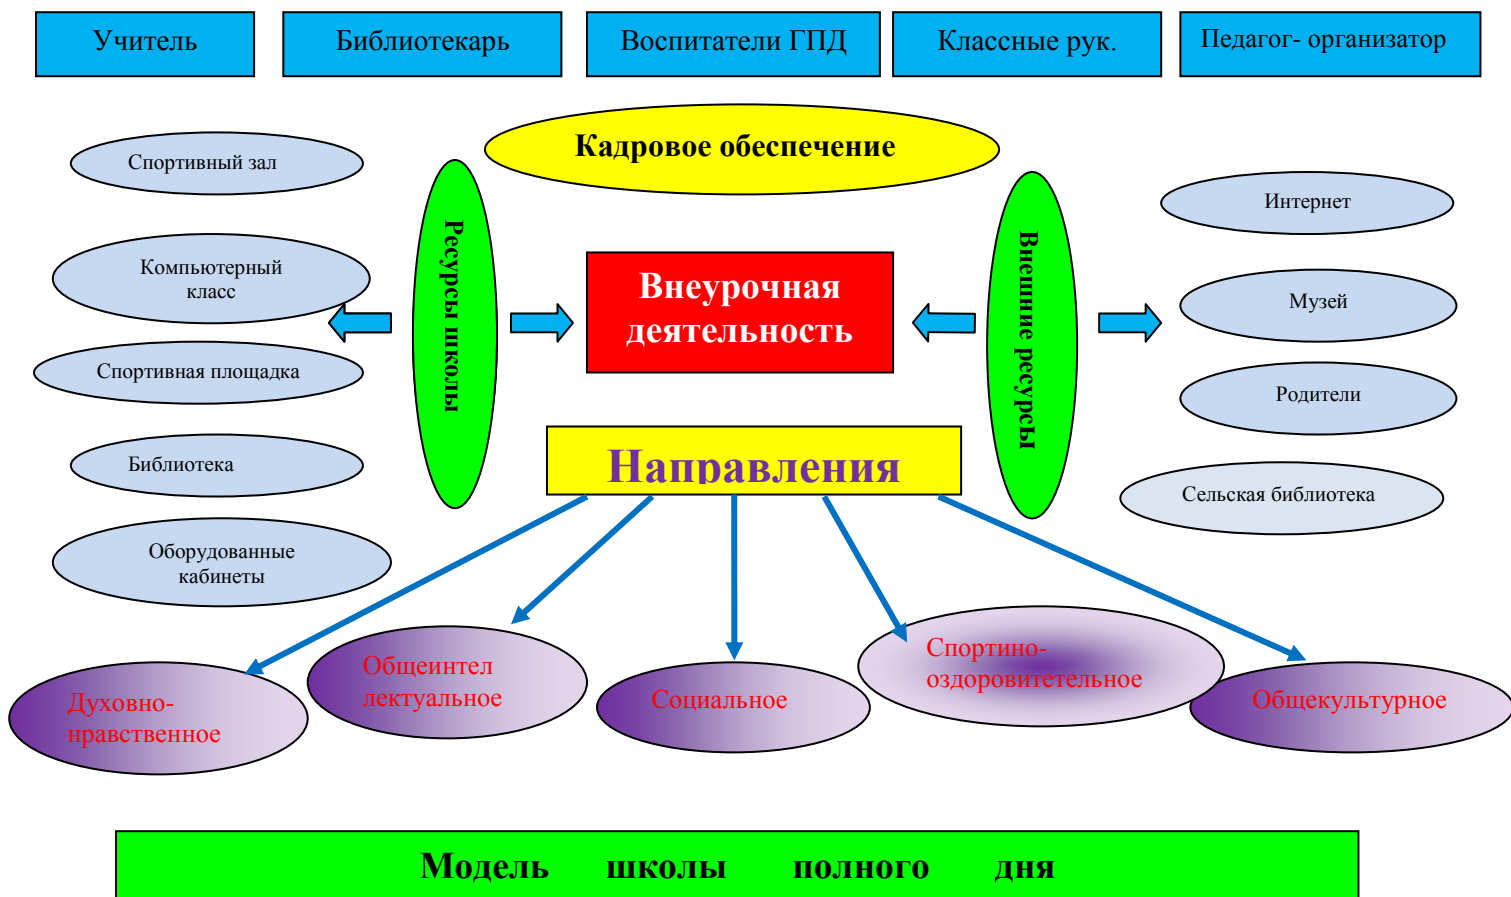 Учитель
Библиотекарь
Воспитатели ГПД
Классные рук.
Педагог- организатор
Кадровое обеспечение
Спортивный зал
Компьютерный
класс
Спортивная площадка
Библиотека
Оборудованные
кабинеты
Ресурсы школы
Внеурочная
деятельность
Внешние ресурсы
Интернет
Музей
Родители
Сельская библиотека
Направления
Духовно-
нравственное
Общеинтел
лектуальное
Социальное
Спортино-
оздоровитетельное
Общекультурное
Модель школы полного дня